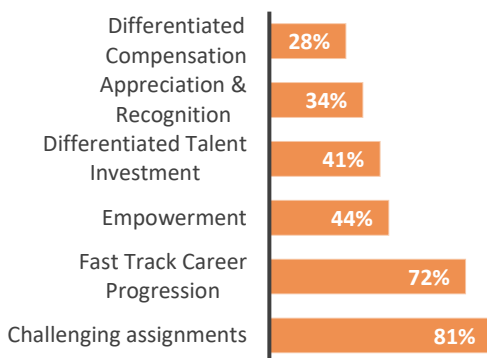 Differentiated
Compensation
28%
Appreciation &
Recognition
34%
Differentiated Talent
Investment
41%
Empowerment
44%
Fast Track Career
Progression
72%
Challenging assignments
81%